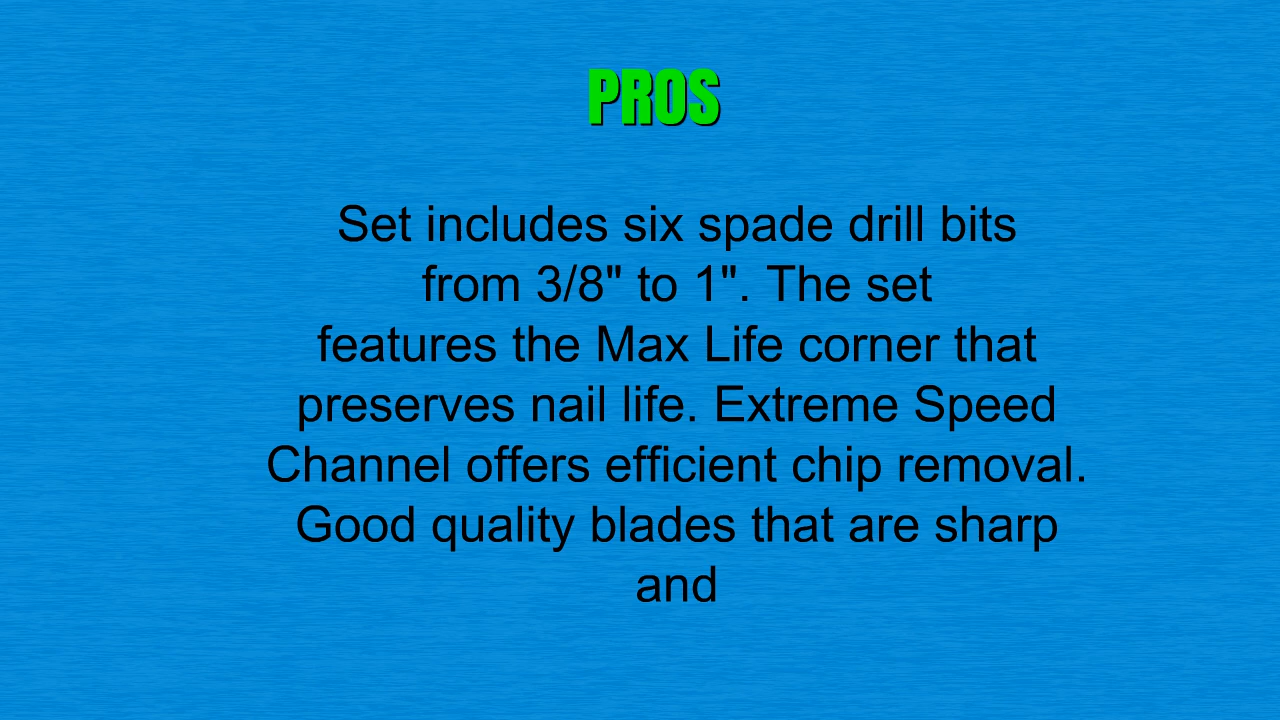 PROS
Set includes six spade drill bits
from 3/8" to 1". The set
features the Max Life corner that
preserves nail life. Extreme Speed
Channel offers efficient chip removal.
Good quality blades that are sharp
and